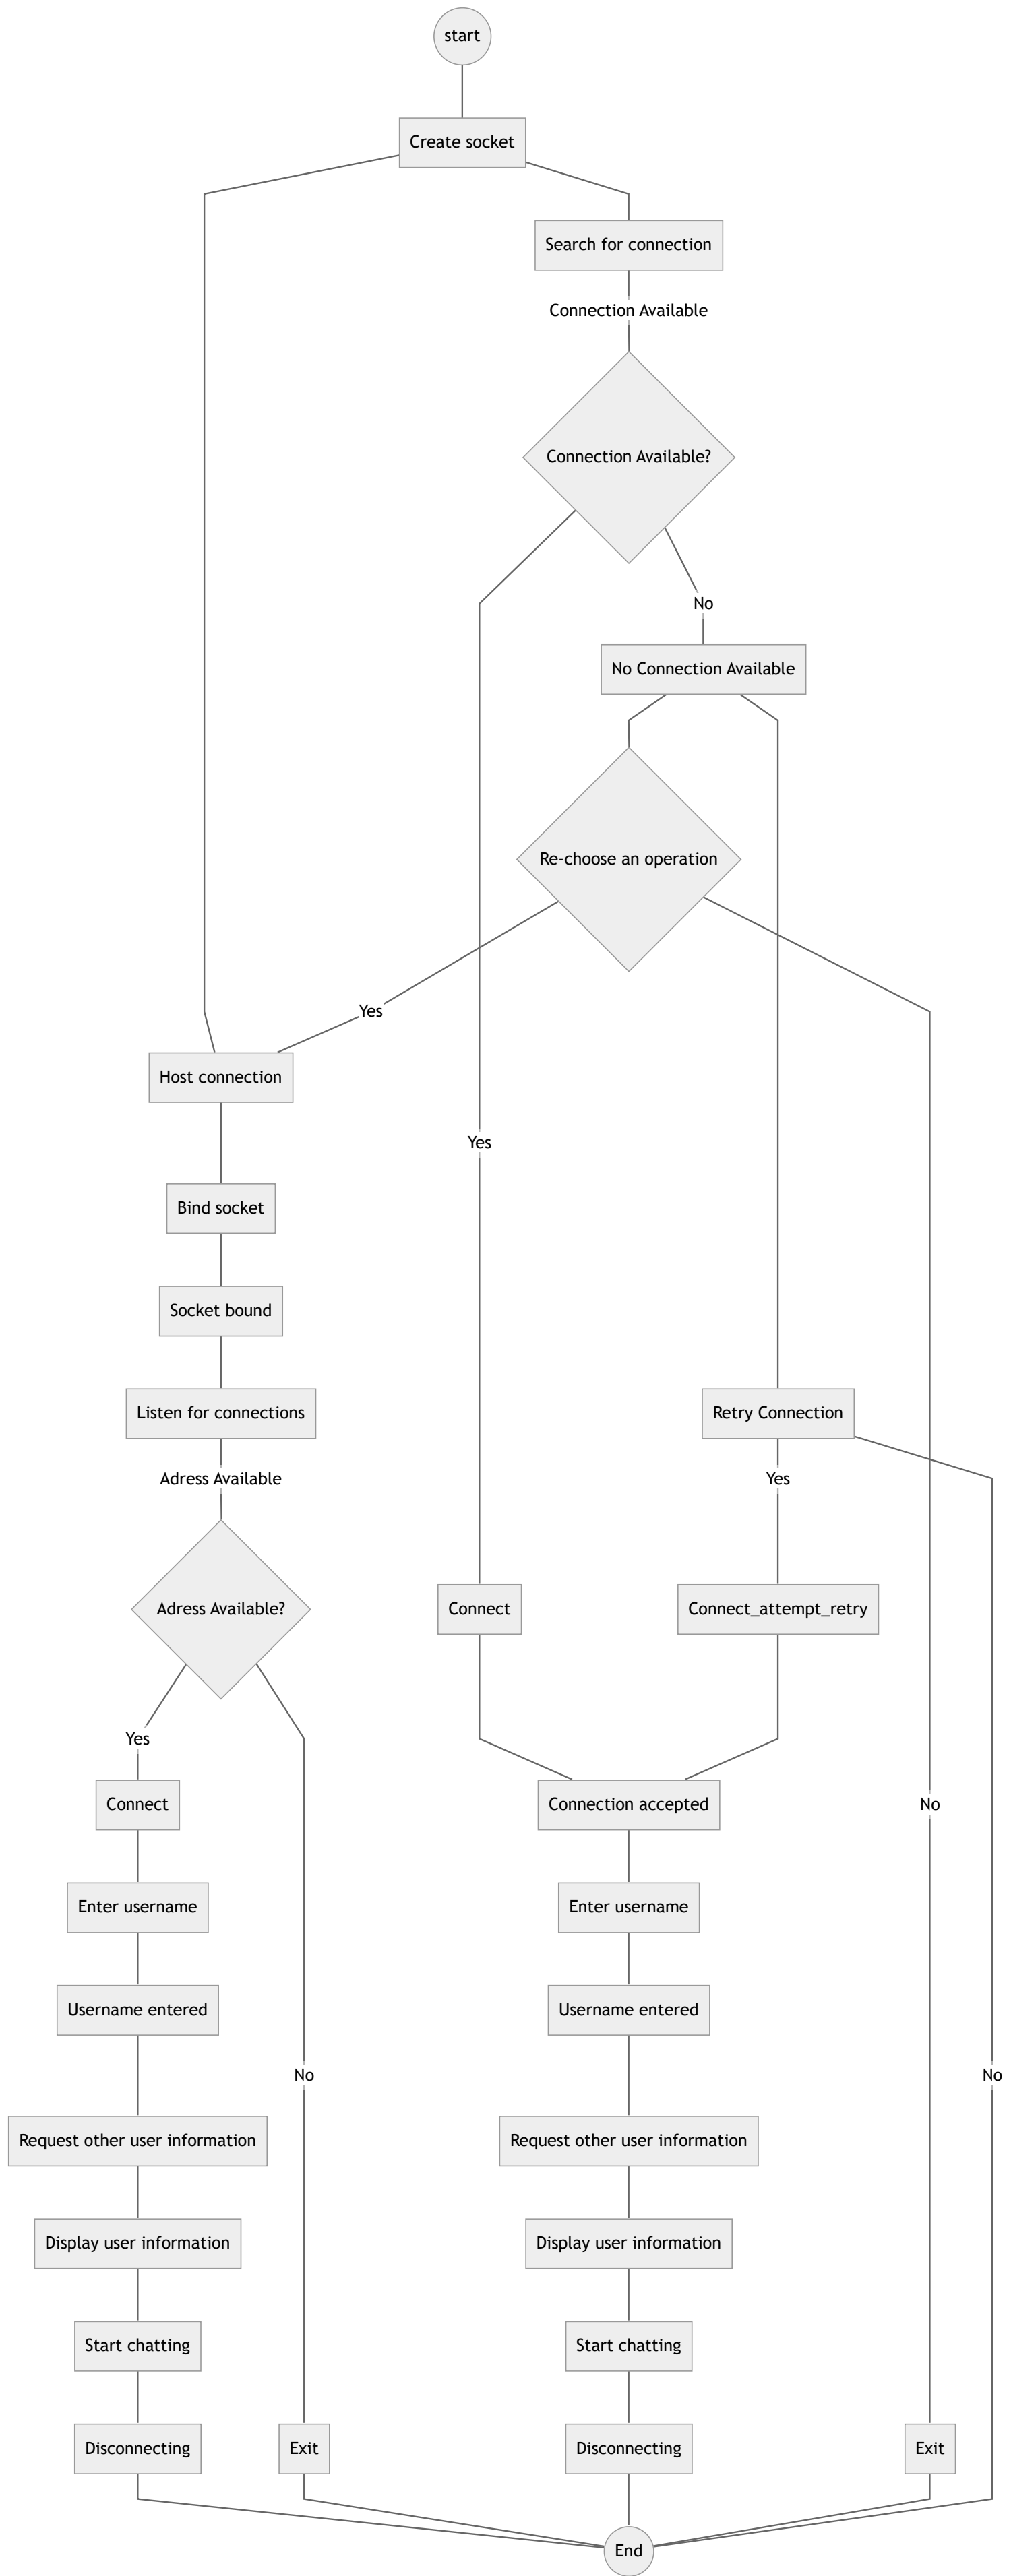 start
Create socket
Search for connection
Connection Available
Connection Available?
No
No Connection Available
Re-choose an operation
Yes
Host connection
Yes
Bind socket
Socket bound
Listen for connections
Retry Connection
Adress Available
Yes
Adress Available?
Connect
Connect_attempt_retry
Yes
Connect
Connection accepted
No
Enter username
Enter username
Username entered
Username entered
No
No
Request other user information
Request other user information
Display user information
Display user information
Start chatting
Start chatting
Disconnecting
Exit
Disconnecting
Exit
End